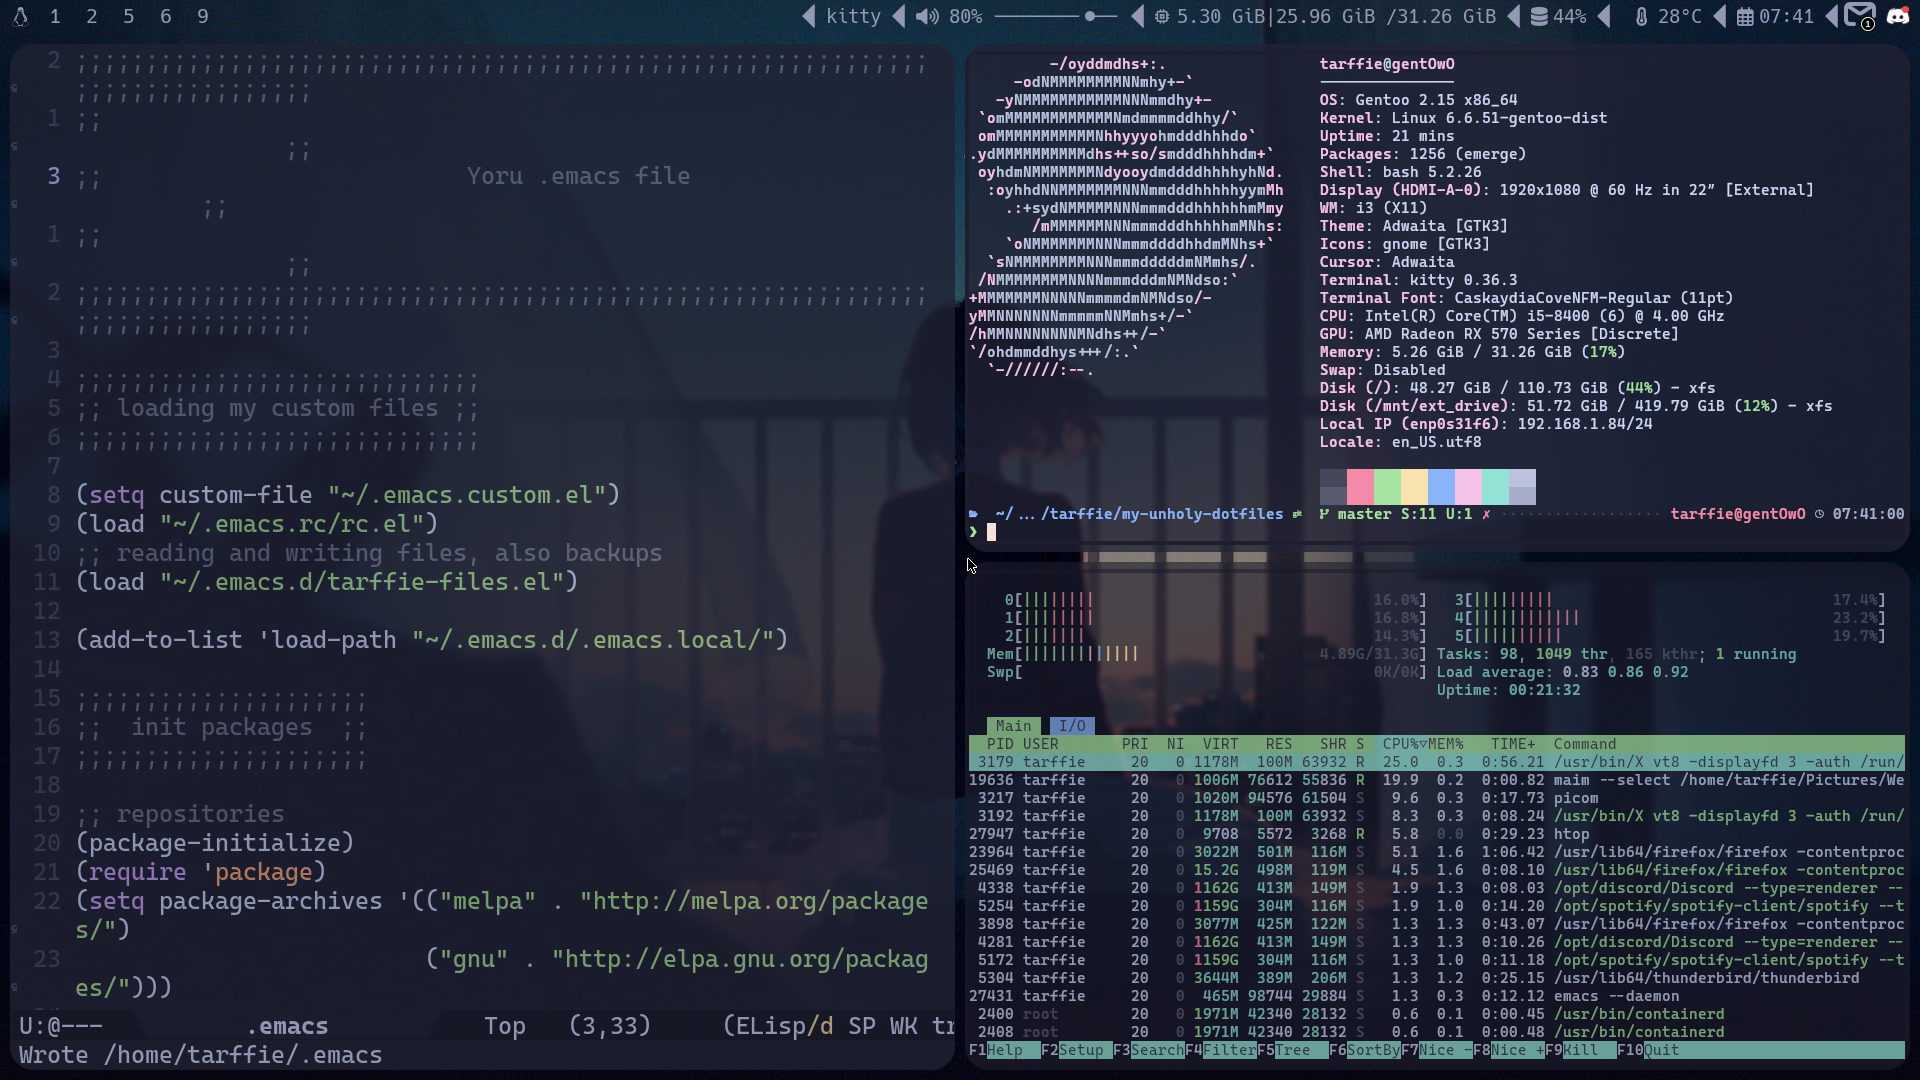 1 2 5 6 9
kitty 80% 5.30 GiB|25.96 GiB /31.26 GiB 44% 28°C 07:41 1
2 ;;;;;;;;;;;;;;;;;;;;;;;;;;;;;;;;;;;;;;;;;;;;;;;;;;;;;;;;;;;;;
;;;;;;;;;;;;;;;;;
1 ;;
;;
3 ;; Yoru .emacs file
;;
1 ;;
;;
2 ;;;;;;;;;;;;;;;;;;;;;;;;;;;;;;;;;;;;;;;;;;;;;;;;;;;;;;;;;;;;;
;;;;;;;;;;;;;;;;;
3
4 ;;;;;;;;;;;;;;;;;;;;;;;;;;;;;
5 ;; loading my custom files ;;
6 ;;;;;;;;;;;;;;;;;;;;;;;;;;;;;
7
8 (setq custom-file "~/.emacs.custom.el")
9 (load "~/.emacs.rc/rc.el")
10 ;; reading and writing files, also backups
11 (load "~/.emacs.d/tarffie-files.el")
12
13 (add-to-list 'load-path "~/.emacs.d/.emacs.local/")
14
15 ;;;;;;;;;;;;;;;;;;;;;
16 ;;  init packages  ;;
17 ;;;;;;;;;;;;;;;;;;;;;
18
19 ;; repositories
20 (package-initialize)
21 (require 'package)
22 (setq package-archives '(("melpa" . "http://melpa.org/package
s/")
23 ("gnu" . "http://elpa.gnu.org/packag
es/")))
U:@--- .emacs Top (3,33) (ELisp/d SP WK tr
Wrote /home/tarffie/.emacs
-/oyddmdhs+:.
-odNMMMMMMMMNNmhy+-`
-yNMMMMMMMMMMMNNNmmdhy+-
`omMMMMMMMMMMMMNmdmmmmddhhy/`
omMMMMMMMMMMMNhhyyyohmdddhhhdo`
.ydMMMMMMMMMMdhs++so/smdddhhhhdm+`
oyhdmNMMMMMMMNdyooydmddddhhhhyhNd.
:oyhhdNNMMMMMMMNNNmmdddhhhhhyymMh
.:+sydNMMMMMNNNmmmdddhhhhhhmMmy
/mMMMMMMNNNmmmdddhhhhhmMNhs:
`oNMMMMMMMNNNmmmddddhhdmMNhs+`
`sNMMMMMMMMNNNmmmdddddmNMmhs/.
/NMMMMMMMMNNNNmmmdddmNMNdso:`
+MMMMMMMNNNNNmmmmdmNMNdso/-
yMMNNNNNNNmmmmmNNMmhs+/-`
/hMMNNNNNNNNMNdhs++/-`
`/ohdmmddhys+++/:.`
`-//////:--.
tarffie@gentOwO
───────────────
OS: Gentoo 2.15 x86_64
Kernel: Linux 6.6.51-gentoo-dist
Uptime: 21 mins
Packages: 1256 (emerge)
Shell: bash 5.2.26
Display (HDMI-A-0): 1920x1080 @ 60 Hz in 22″ [External]
WM: i3 (X11)
Theme: Adwaita [GTK3]
Icons: gnome [GTK3]
Cursor: Adwaita
Terminal: kitty 0.36.3
Terminal Font: CaskaydiaCoveNFM-Regular (11pt)
CPU: Intel(R) Core(TM) i5-8400 (6) @ 4.00 GHz
GPU: AMD Radeon RX 570 Series [Discrete]
Memory: 5.26 GiB / 31.26 GiB (17%)
Swap: Disabled
Disk (/): 48.27 GiB / 110.73 GiB (44%) - xfs
Disk (/mnt/ext_drive): 51.72 GiB / 419.79 GiB (12%) - xfs
Local IP (enp0s31f6): 192.168.1.84/24
Locale: en_US.utf8
~/ … /tarffie/my-unholy-dotfiles master S:11 U:1 ✗ tarffie@gentOwO 07:41:00
❯
0[||||||||| 16.0%] 3[|||||||||| 17.4%]
1[||||||||| 16.8%] 4[||||||||||||| 23.2%]
2[|||||||| 14.3%] 5[||||||||||| 19.7%]
Mem[||||||||||||||| 4.89G/31.3G] Tasks: 98, 1049 thr, 165 kthr; 1 running
Swp[ 0K/0K] Load average: 0.83 0.86 0.92
Uptime: 00:21:32
Main I/O
PID USER PRI NI VIRT RES SHR S CPU%▽MEM% TIME+ Command
3179 tarffie 20 0 1178M 100M 63932 R 25.0 0.3 0:56.21 /usr/bin/X vt8 -displayfd 3 -auth /run/
19636 tarffie 20 0 1006M 76612 55836 R 19.9 0.2 0:00.82 maim --select /home/tarffie/Pictures/We
3217 tarffie 20 0 1020M 94576 61504 S 9.6 0.3 0:17.73 picom
3192 tarffie 20 0 1178M 100M 63932 S 8.3 0.3 0:08.24 /usr/bin/X vt8 -displayfd 3 -auth /run/
27947 tarffie 20 0 9708 5572 3268 R 5.8 0.0 0:29.23 htop
23964 tarffie 20 0 3022M 501M 116M S 5.1 1.6 1:06.42 /usr/lib64/firefox/firefox -contentproc
25469 tarffie 20 0 15.2G 498M 119M S 4.5 1.6 0:08.10 /usr/lib64/firefox/firefox -contentproc
4338 tarffie 20 0 1162G 413M 149M S 1.9 1.3 0:08.03 /opt/discord/Discord --type=renderer --
5254 tarffie 20 0 1159G 304M 116M S 1.9 1.0 0:14.20 /opt/spotify/spotify-client/spotify --t
3898 tarffie 20 0 3077M 425M 122M S 1.3 1.3 0:43.07 /usr/lib64/firefox/firefox -contentproc
4281 tarffie 20 0 1162G 413M 149M S 1.3 1.3 0:10.26 /opt/discord/Discord --type=renderer --
5172 tarffie 20 0 1159G 304M 116M S 1.3 1.0 0:11.18 /opt/spotify/spotify-client/spotify --t
5304 tarffie 20 0 3644M 389M 206M S 1.3 1.2 0:25.15 /usr/lib64/thunderbird/thunderbird
27431 tarffie 20 0 465M 98744 29884 S 1.3 0.3 0:12.12 emacs --daemon
2400 root 20 0 1971M 42340 28132 S 0.6 0.1 0:00.45 /usr/bin/containerd
2408 root 20 0 1971M 42340 28132 S 0.6 0.1 0:00.48 /usr/bin/containerd
F1Help F2Setup F3SearchF4FilterF5Tree F6SortByF7Nice -F8Nice +F9Kill F10Quit